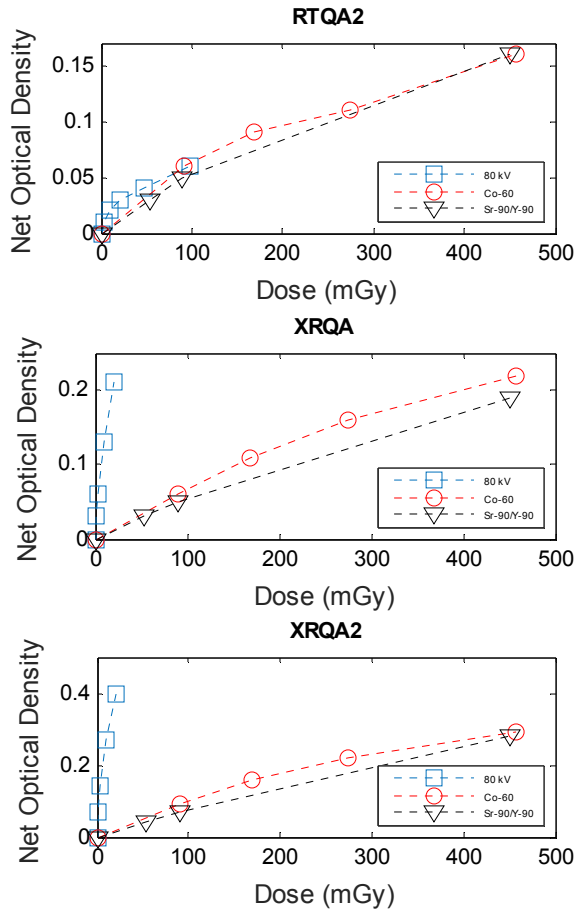 RTQA2
Net Optical Density
0.15
0.1
0.05
0
0 100 200 300 400 500
80 kV
Co-60
Sr-90/Y-90
Dose (mGy)
XRQA
Net Optical Density
0.2
0.1
0
0 100 200 300 400 500
80 kV
Co-60
Sr-90/Y-90
Dose (mGy)
XRQA2
Net Optical Density
0.4
0.2
0
0 100 200 300 400 500
80 kV
Co-60
Sr-90/Y-90
Dose (mGy)